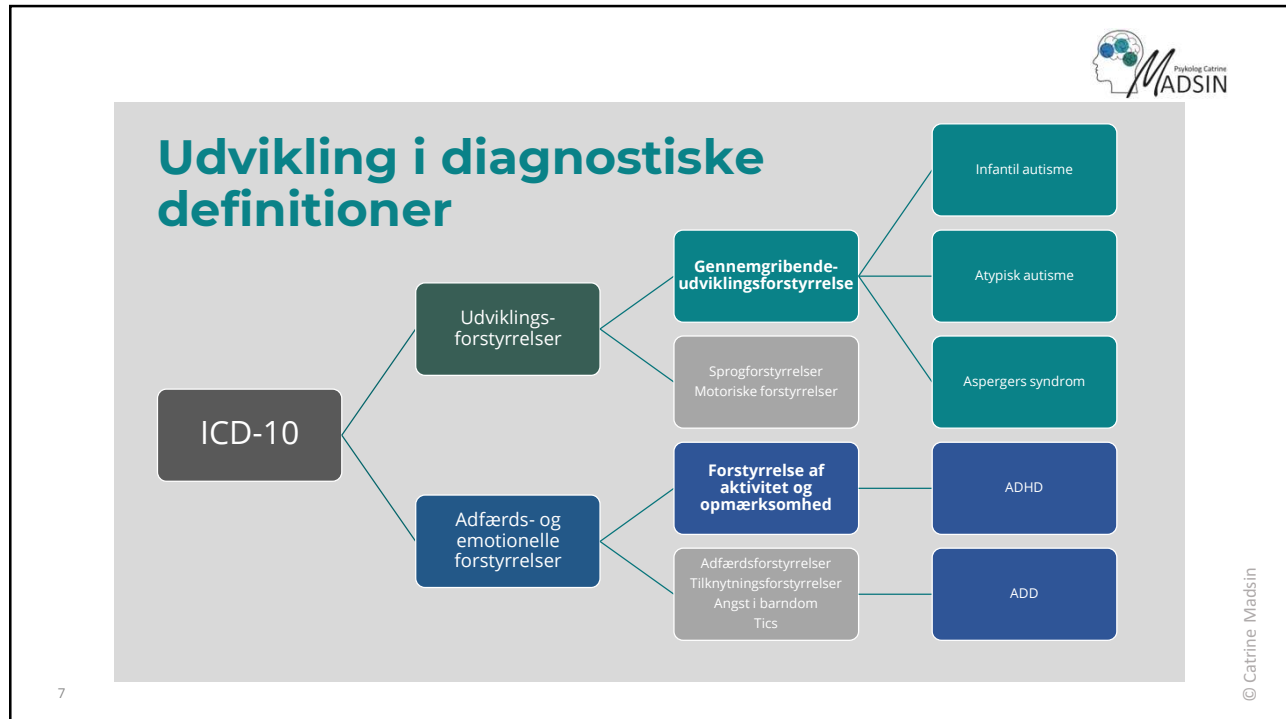 Psykolog Catrine
MADSIN
Udvikling i diagnostiske
definitioner
ICD-10
Udviklings-
forstyrrelser
Adfærds- og
emotionelle
forstyrrelser
Gennemgribende-
udviklingsforstyrrelse
Sprogforstyrrelser
Motoriske forstyrrelser
Forstyrrelse af
aktivitet og
opmærksomhed
Adfærdsforstyrrelser
Tilknytningsforstyrrelser
Angst i barndom
Tics
Infantil autisme
Atypisk autisme
Aspergers syndrom
ADHD
ADD
7
© Catrine Madsin